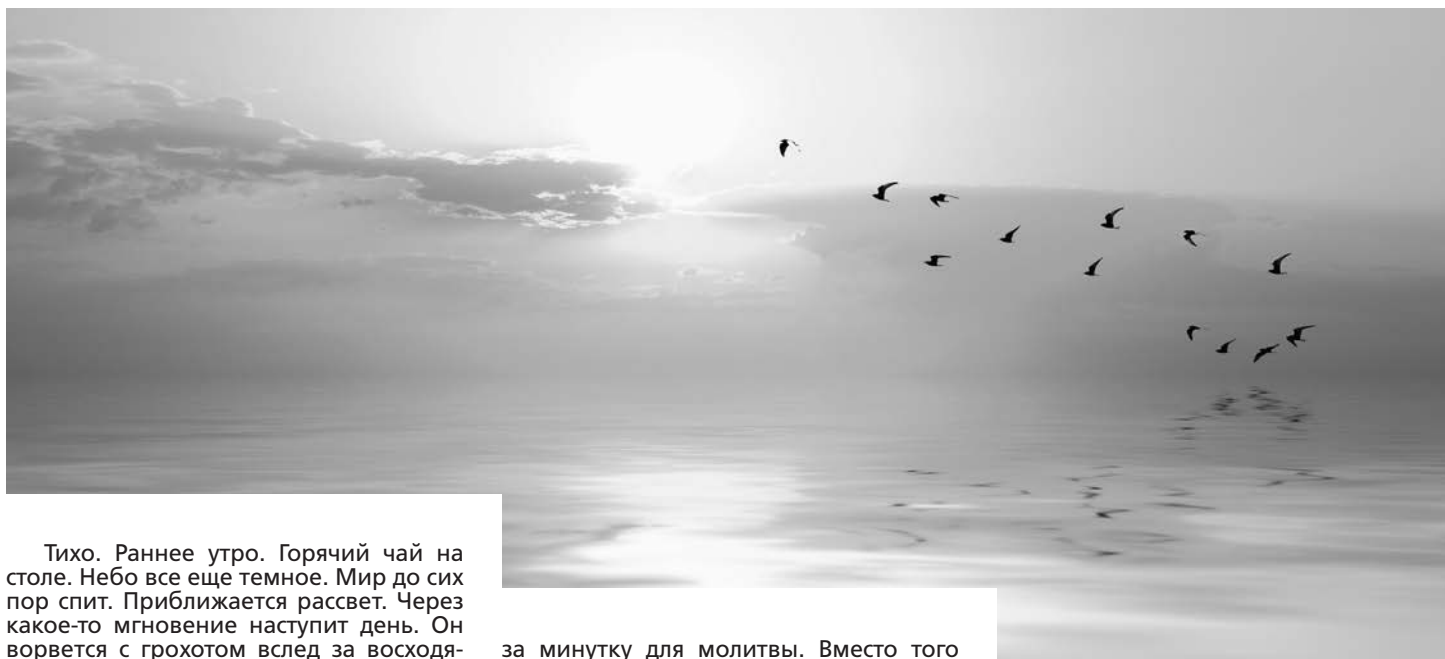 Тихо. Раннее утро. Горячий чай на
столе. Небо все еще темное. Мир до сих
пор спит. Приближается рассвет. Через
какое-то мгновение наступит день. Он
ворвется с грохотом вслед за восходя-
за минутку для молитвы. Вместо того